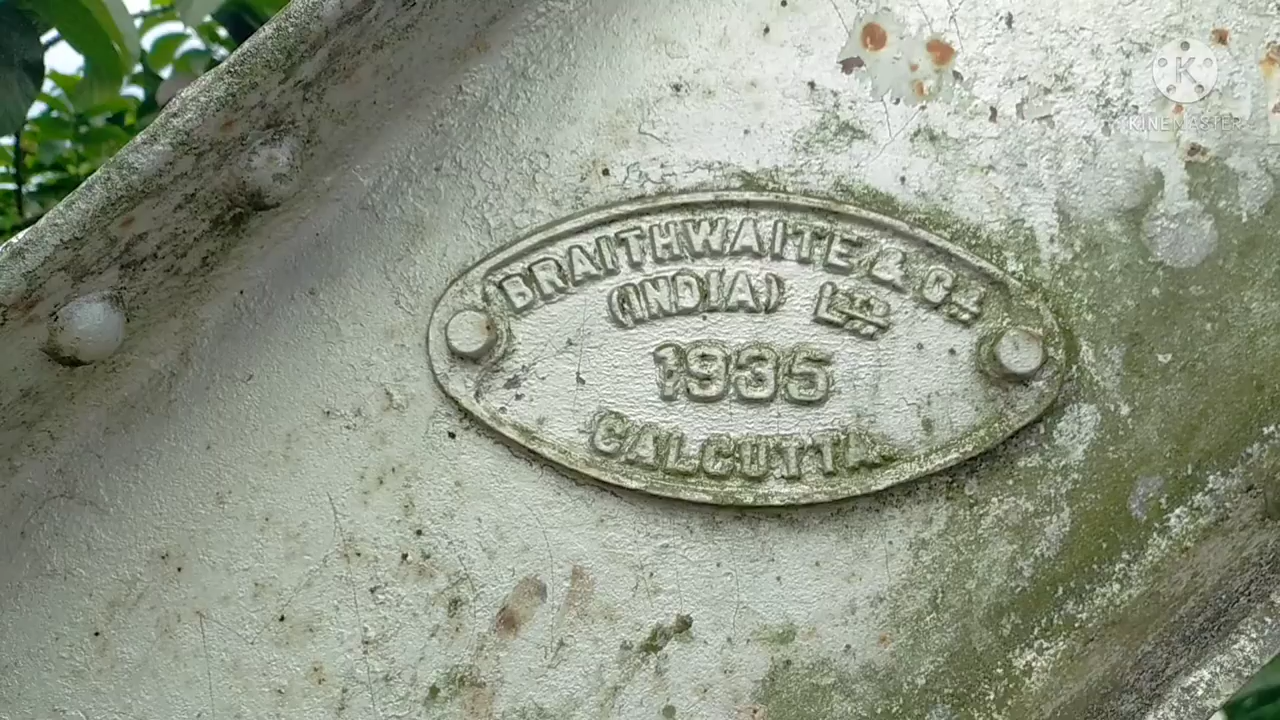 BRAITHWAITE & Co.
(INDIA) LTD
1935
CALCUTTA
K
KINEMASTER